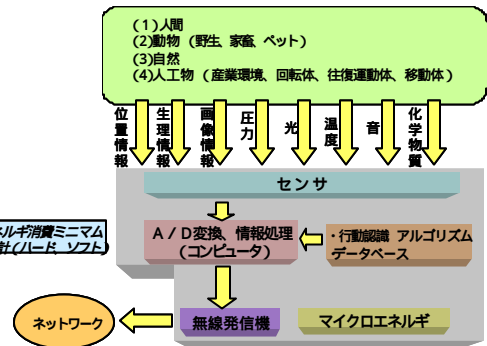 (1)人間
(2)動物 (野生、家畜、ペット)
(3)自然
(4)人工物 (産業環境、回転体、往復運動体、移動体)
位置情報
生理情報
画像情報
圧力
光
温度
音
化学物質
センサ
ネルギ消費ミニマム
計(ハード、ソフト)
A/D変換、情報処理
(コンピュータ)
・行動認識 アルゴリズム
データベース
ネットワーク
無線発信機
マイクロエネルギ